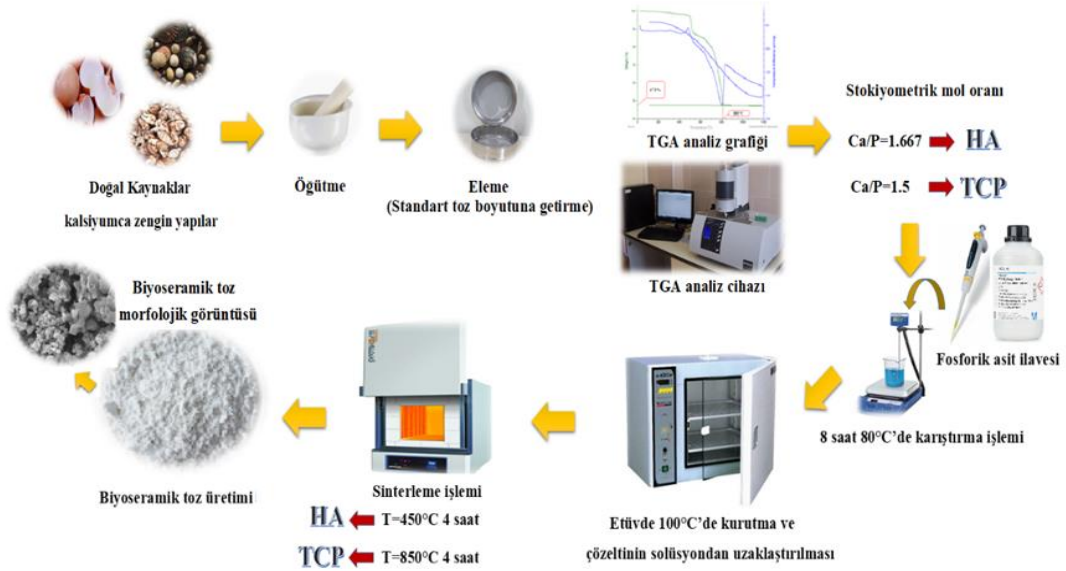 Doğal Kaynaklar
kalsiyumca zengin yapılar
Öğütme
Eleme
(Standart toz boyutuna getirme)
TGA analiz grafiği
TGA analiz cihazı
Stokiyometrik mol oranı
Ca/P=1.667
HA
Ca/P=1.5
TCP
Fosforik asit ilavesi
8 saat 80°C’de karıştırma işlemi
Etüvde 100°C’de kurutma ve
çözeltinin solüsyondan uzaklaştırılması
Sinterleme işlemi
HA
T=450°C 4 saat
TCP
T=850°C 4 saat
Biyoseramik toz üretimi
Biyoseramik toz
morfolojik görüntüsü